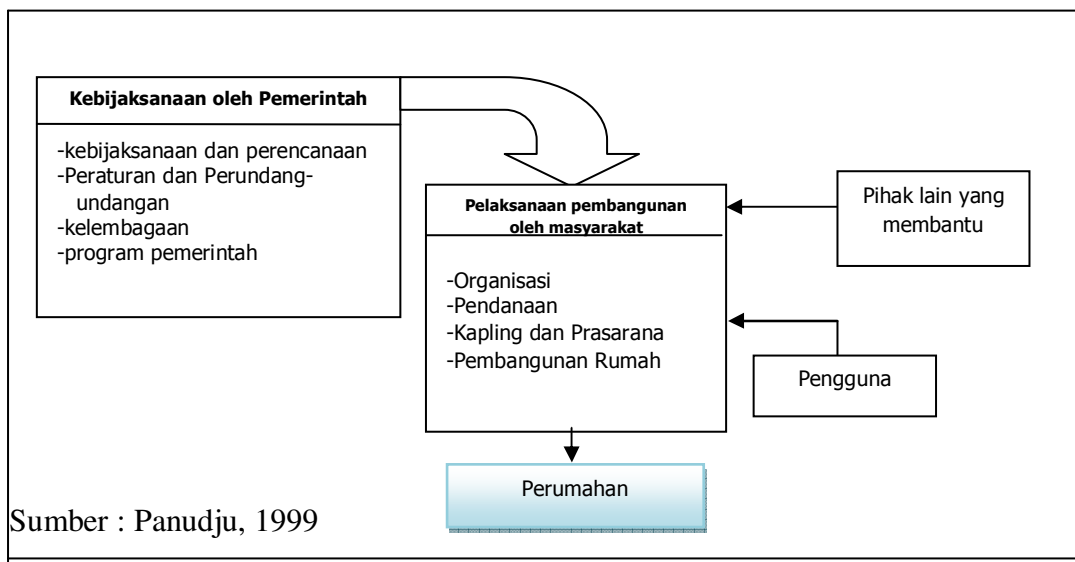 Kebijaksanaan oleh Pemerintah
-kebijaksanaan dan perencanaan
-Peraturan dan Perundang-
undangan
-kelembagaan
-program pemerintah
Pelaksanaan pembangunan
oleh masyarakat
-Organisasi
-Pendanaan
-Kapling dan Prasarana
-Pembangunan Rumah
Pihak lain yang
membantu
Pengguna
Perumahan
Sumber : Panudju, 1999